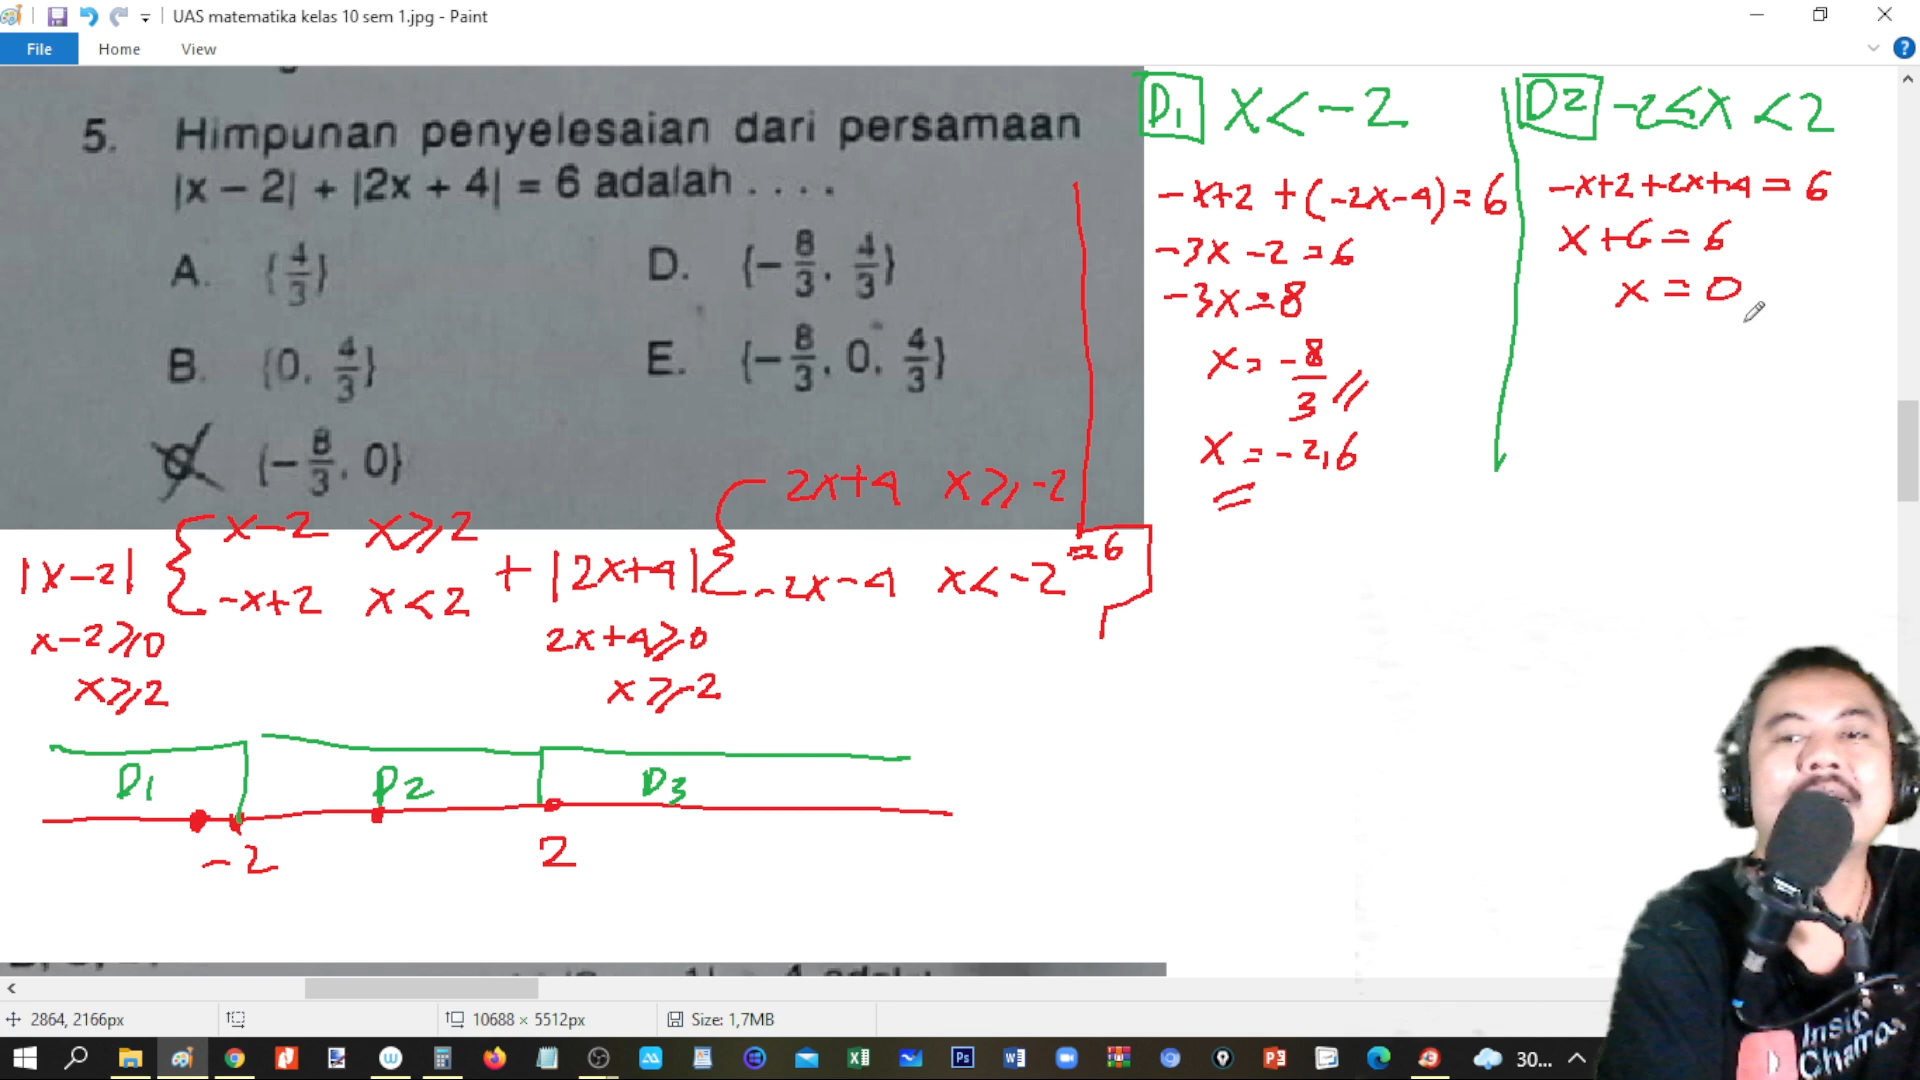 UAS matematika kelas 10 sem 1.jpg - Paint
File Home View
5. Himpunan penyelesaian dari persamaan
|x – 2| + |2x + 4| = 6 adalah . . . .
A. {4/3}
B. {0, 4/3}
C {– 8/3, 0}
D. {– 8/3, 4/3}
E. {– 8/3, 0, 4/3}
|x-2| { x-2 x≥2
-x+2 x<2
+ |2x+4| { 2x+4 x≥-2
-2x-4 x<-2 =6
x-2≥0
x≥2
2x+4≥0
x≥-2
D1 D2 D3
-2 2
D1 x<-2
-x+2 + (-2x-4)=6
-3x-2=6
-3x=8
x=-8/3
x=-2,6
D2 -2≤x<2
-x+2+2x+4=6
x+6=6
x=0
2864, 2166px
10688 × 5512px
Size: 1,7MB
30...